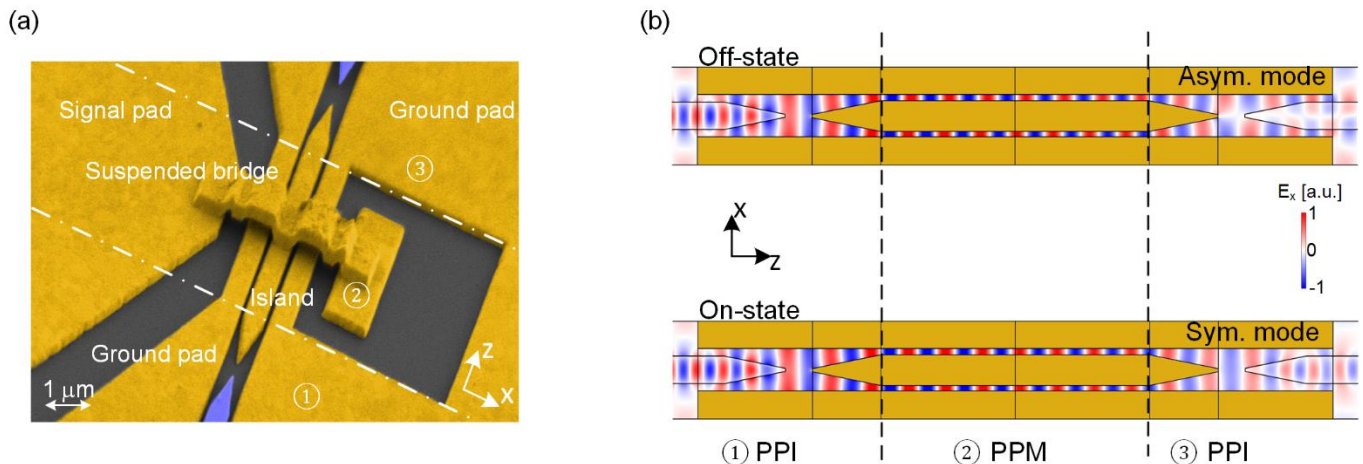 (a)
Signal pad
Ground pad
③
Suspended bridge
Island
②
Ground pad
①
1 μm
z
x
(b)
Off-state
Asym. mode
x
z
Eₓ [a.u.]
1
0
-1
On-state
Sym. mode
① PPI
② PPM
③ PPI